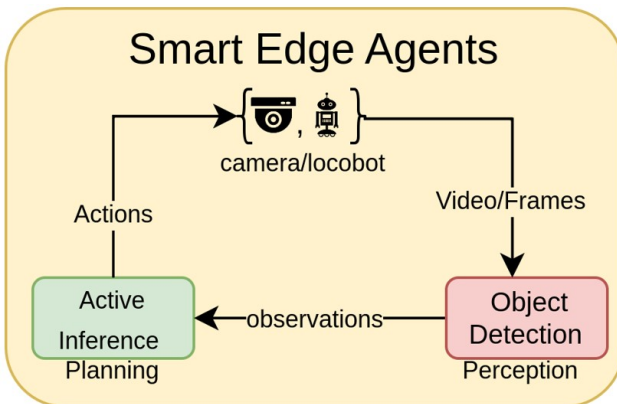 Smart Edge Agents
{ , }
camera/locobot
Actions
Video/Frames
Active
Inference
Planning
observations
Object
Detection
Perception